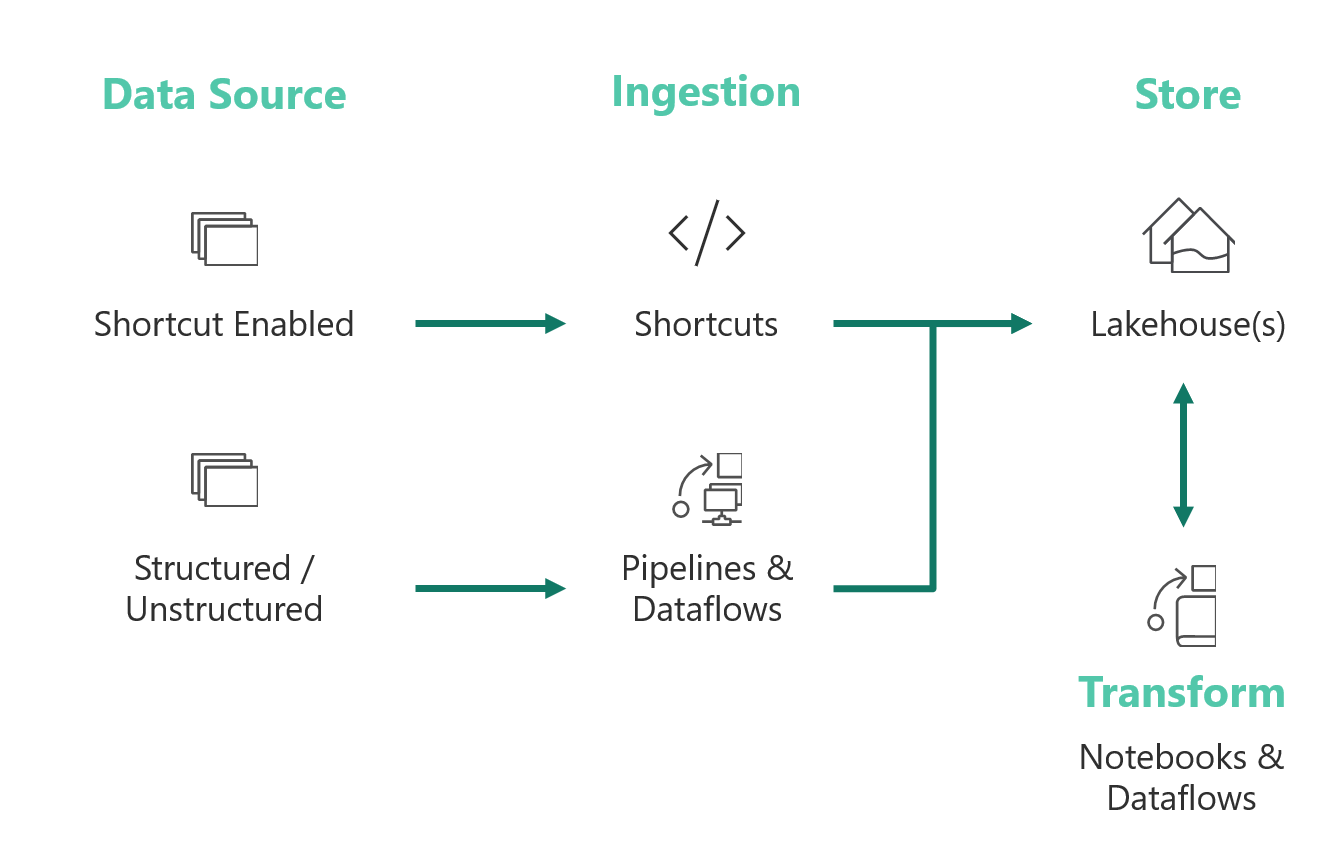 Data Source
Ingestion
Store
Shortcut Enabled
Shortcuts
Lakehouse(s)
Structured /
Unstructured
Pipelines &
Dataflows
Transform
Notebooks &
Dataflows